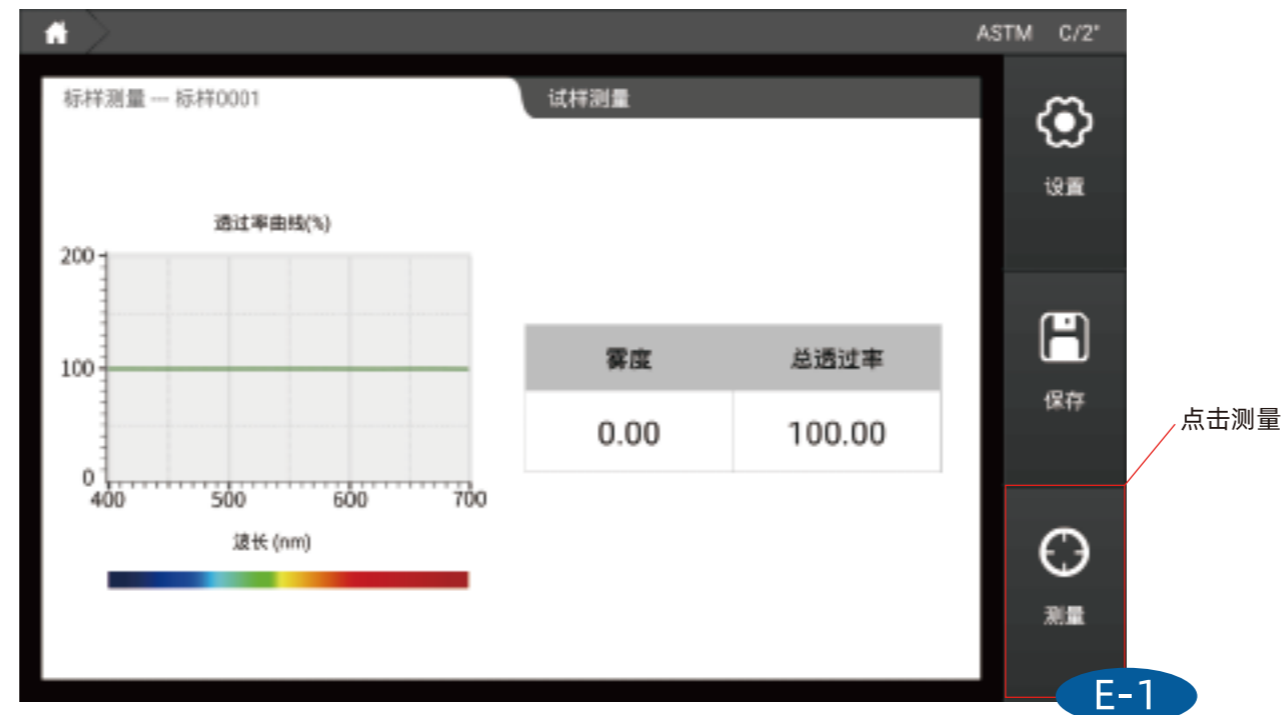 ASTM C/2°
标样测量 --- 标样0001
试样测量
设置
透过率曲线(%)
200
100
0
400 500 600 700
波长 (nm)
雾度 总透过率
0.00 100.00
保存
点击测量
测量
E-1